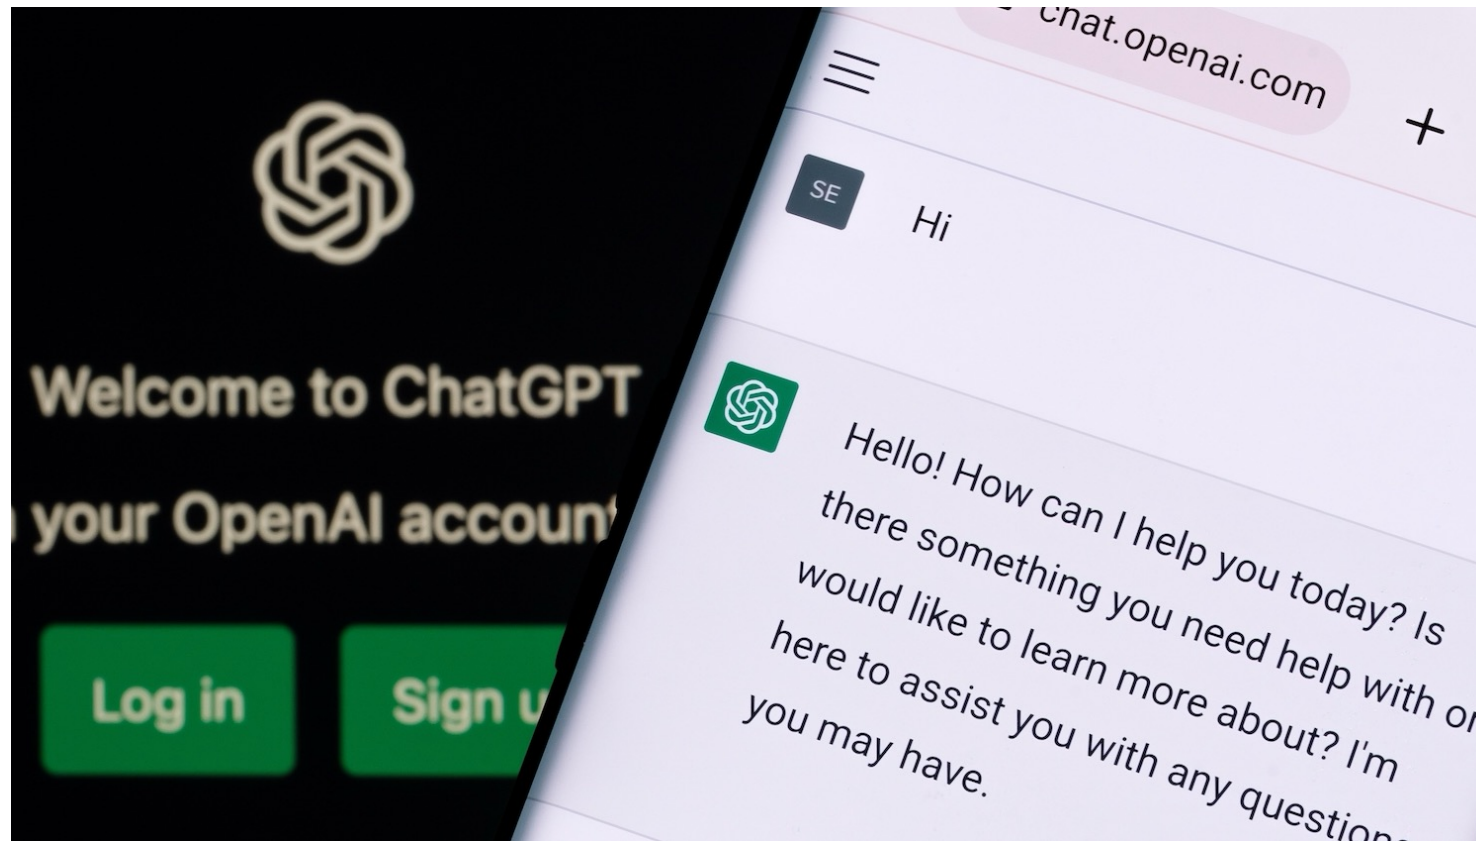 Welcome to ChatGPT
your OpenAI account
Log in
Sign u
chat.openai.com
SE
Hi
Hello! How can I help you today? Is
there something you need help with or
would like to learn more about? I'm
here to assist you with any question
you may have.